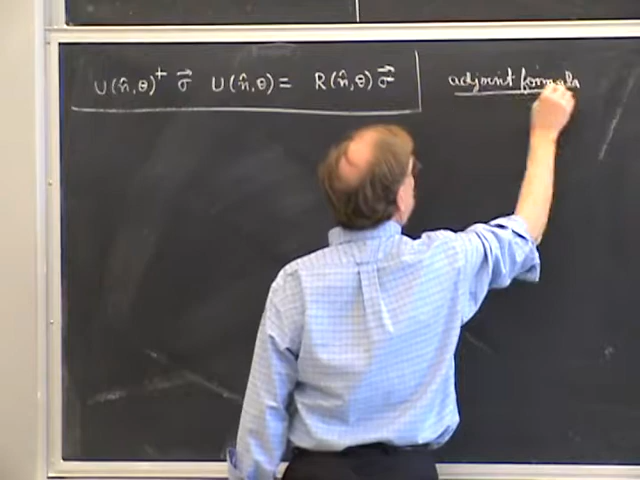 U(n̂,θ)⁺ σ⃗ U(n̂,θ) = R(n̂,θ) σ⃗ adjoint formula